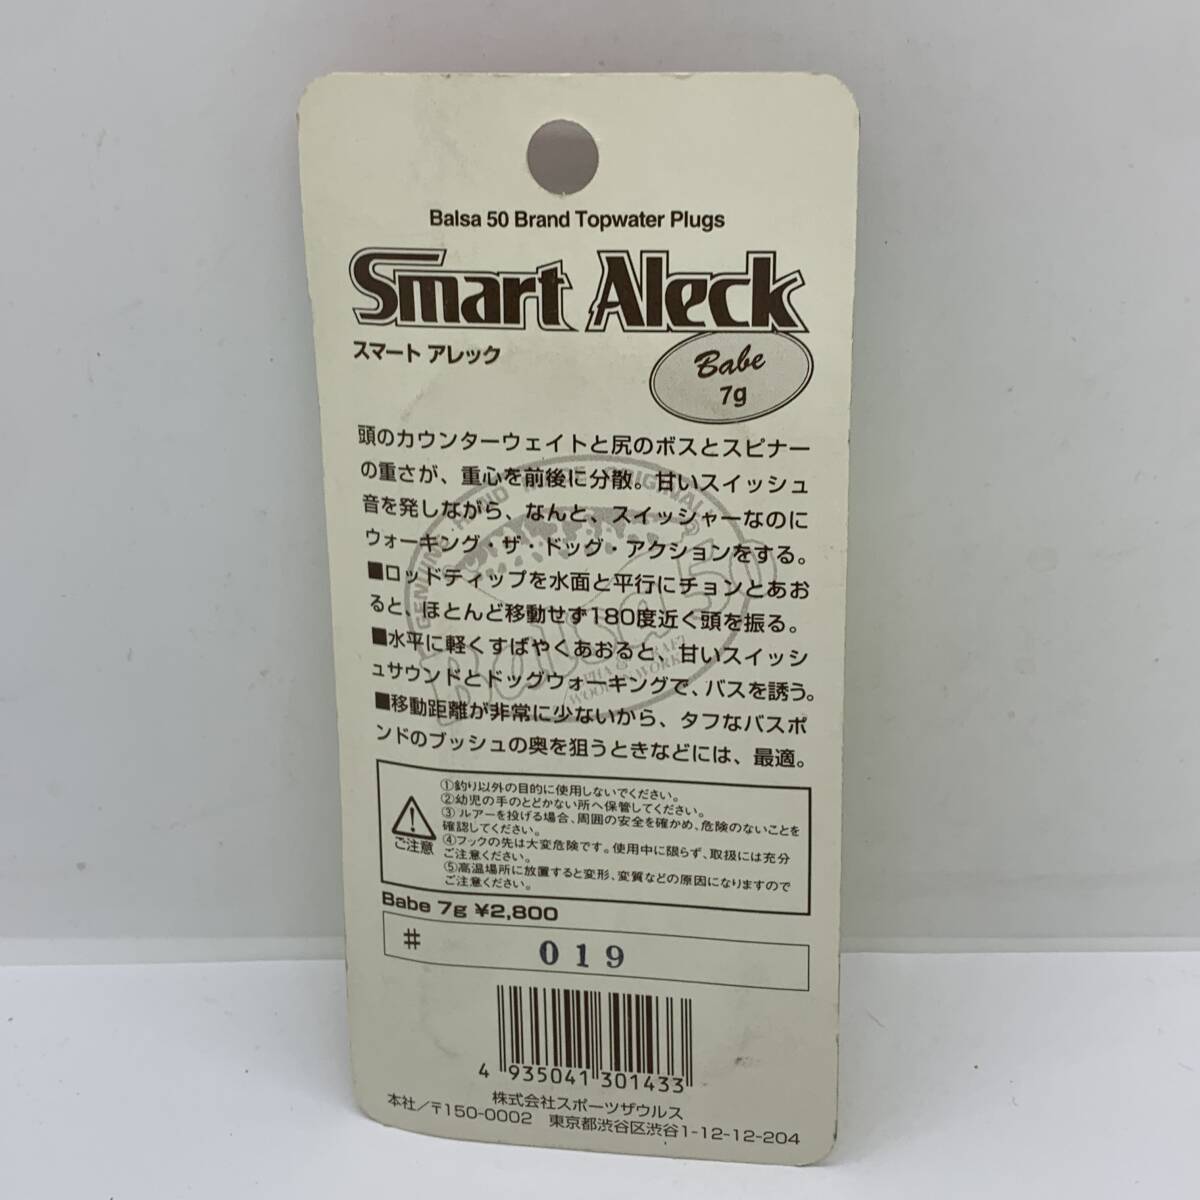 Balsa 50 Brand Topwater Plugs
Smart Aleck
スマート アレック
Babe
7g
頭のカウンターウェイトと尻のボスとスピナー
の重さが、重心を前後に分散。甘いスイッシュ
音を発しながら、なんと、スイッシャーなのに
ウォーキング・ザ・ドッグ・アクションをする。
■ロッドティップを水面と平行にチョンとあお
ると、ほとんど移動せず180度近く頭を振る。
■水平に軽くすばやくあおると、甘いスイッシ
ュサウンドとドッグウォーキングで、バスを誘う。
■移動距離が非常に少ないから、タフなバスポ
ンドのブッシュの奥を狙うときなどには、最適。
GENUINE HAND MADE ORIGINAL
Balsa 50
ご注意
①釣り以外の目的に使用しないでください。
②幼児の手のとどかない所へ保管してください。
③ルアーを投げる場合、周囲の安全を確かめ、危険のないことを
確認してください。
④フックの先は大変危険です。使用中に限らず、取扱には充分
ご注意ください。
⑤高温場所に放置すると変形、変質などの原因になりますので
ご注意ください。
Babe 7g ¥2,800
# 019
4 935041 301433
株式会社スポーツザウルス
本社／〒150-0002 東京都渋谷区渋谷1-12-12-204